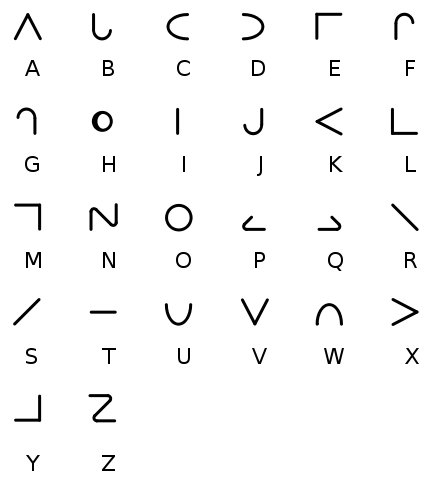 A B C D E F
G H I J K L
M N O P Q R
S T U V W X
Y Z